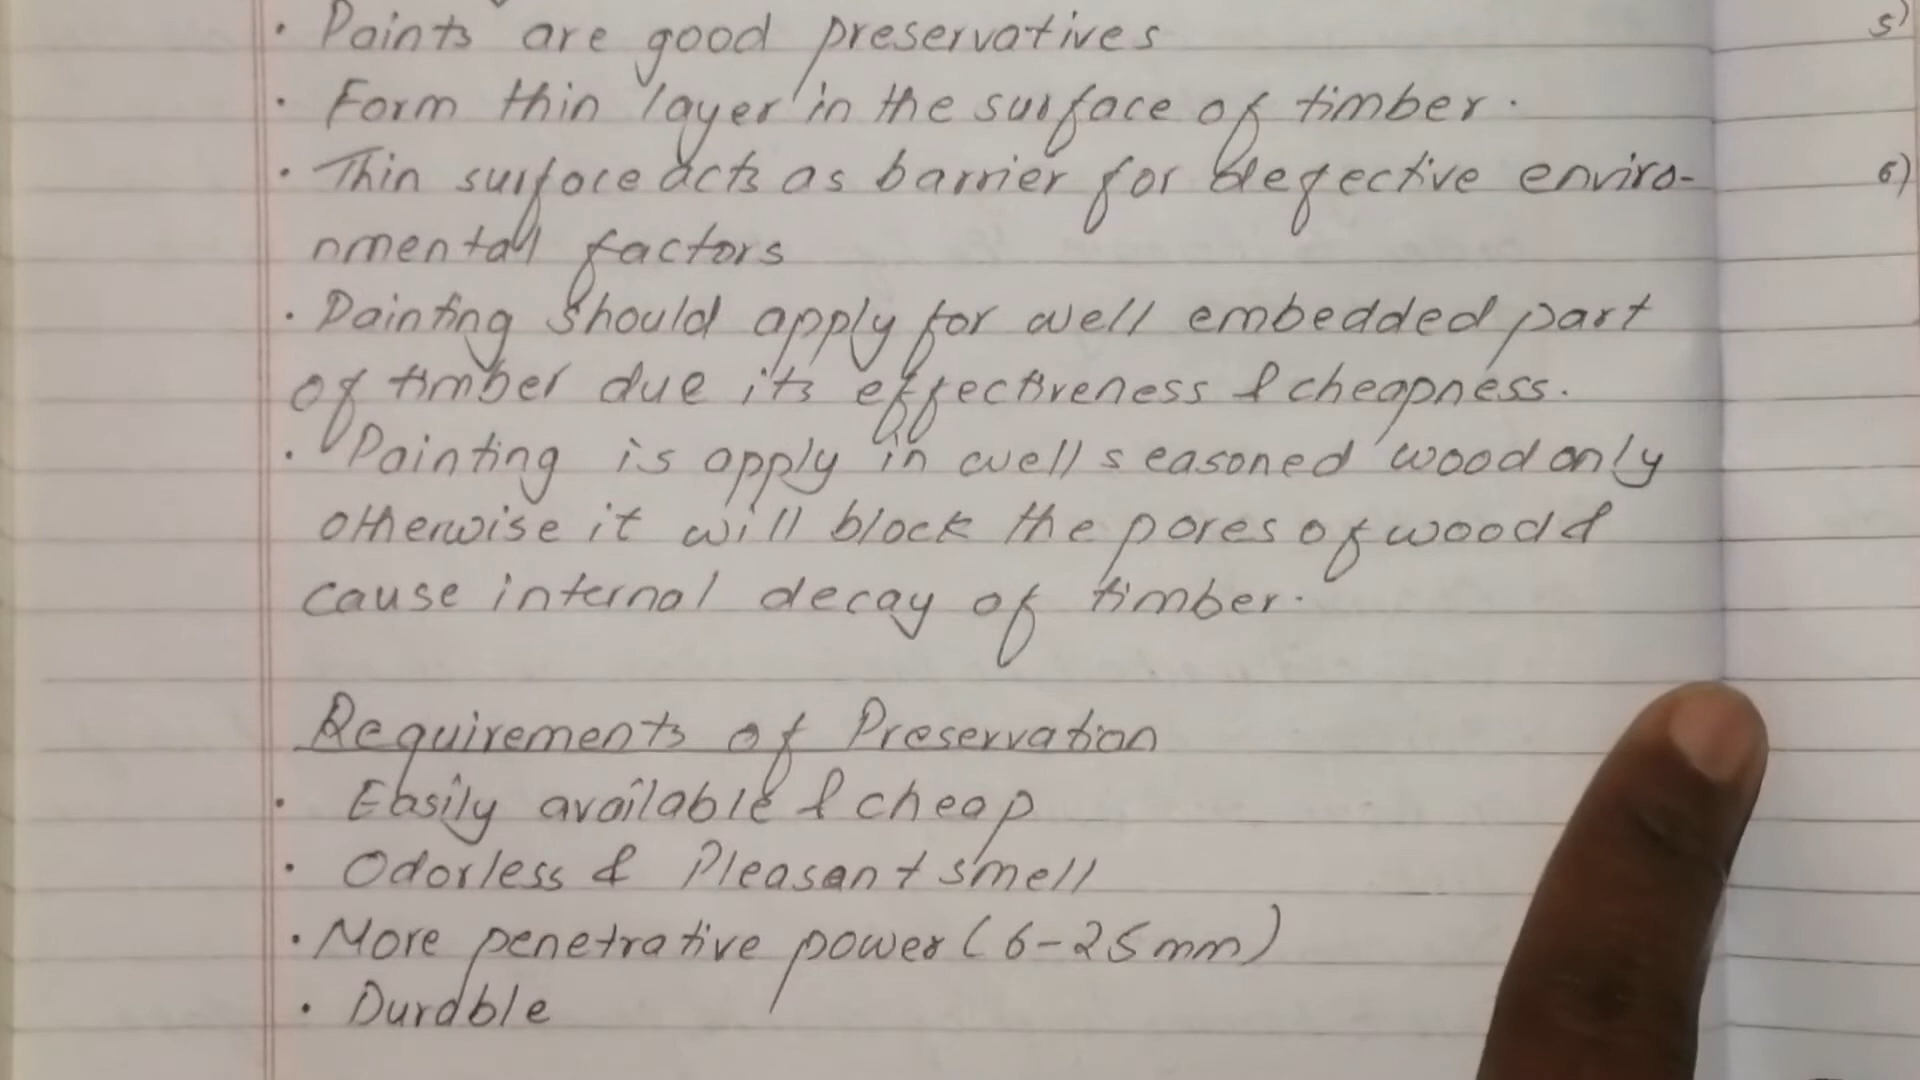 · Paints are good preservatives
· Form thin layer in the surface of timber.
· Thin surface acts as barrier for defective enviro-
nmental factors
· Painting should apply for well embedded part
of timber due its effectiveness & cheapness.
· Painting is apply in well seasoned wood only
otherwise it will block the pores of wood &
cause internal decay of timber.
Requirements of Preservation
· Easily available & cheap
· Odorless & Pleasant smell
· More penetrative power (6-25mm)
· Durable
5)
6)